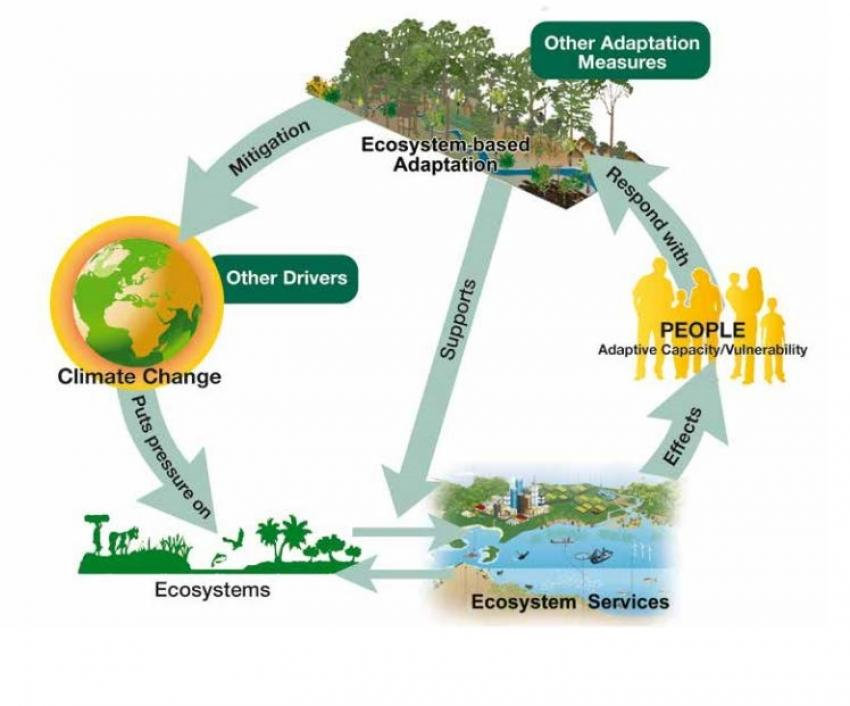 Other Adaptation
Measures
Mitigation
Ecosystem-based
Adaptation
Respond with
Other Drivers
Supports
PEOPLE
Adaptive Capacity/Vulnerability
Climate Change
Puts pressure on
Effects
Ecosystems
Ecosystem Services